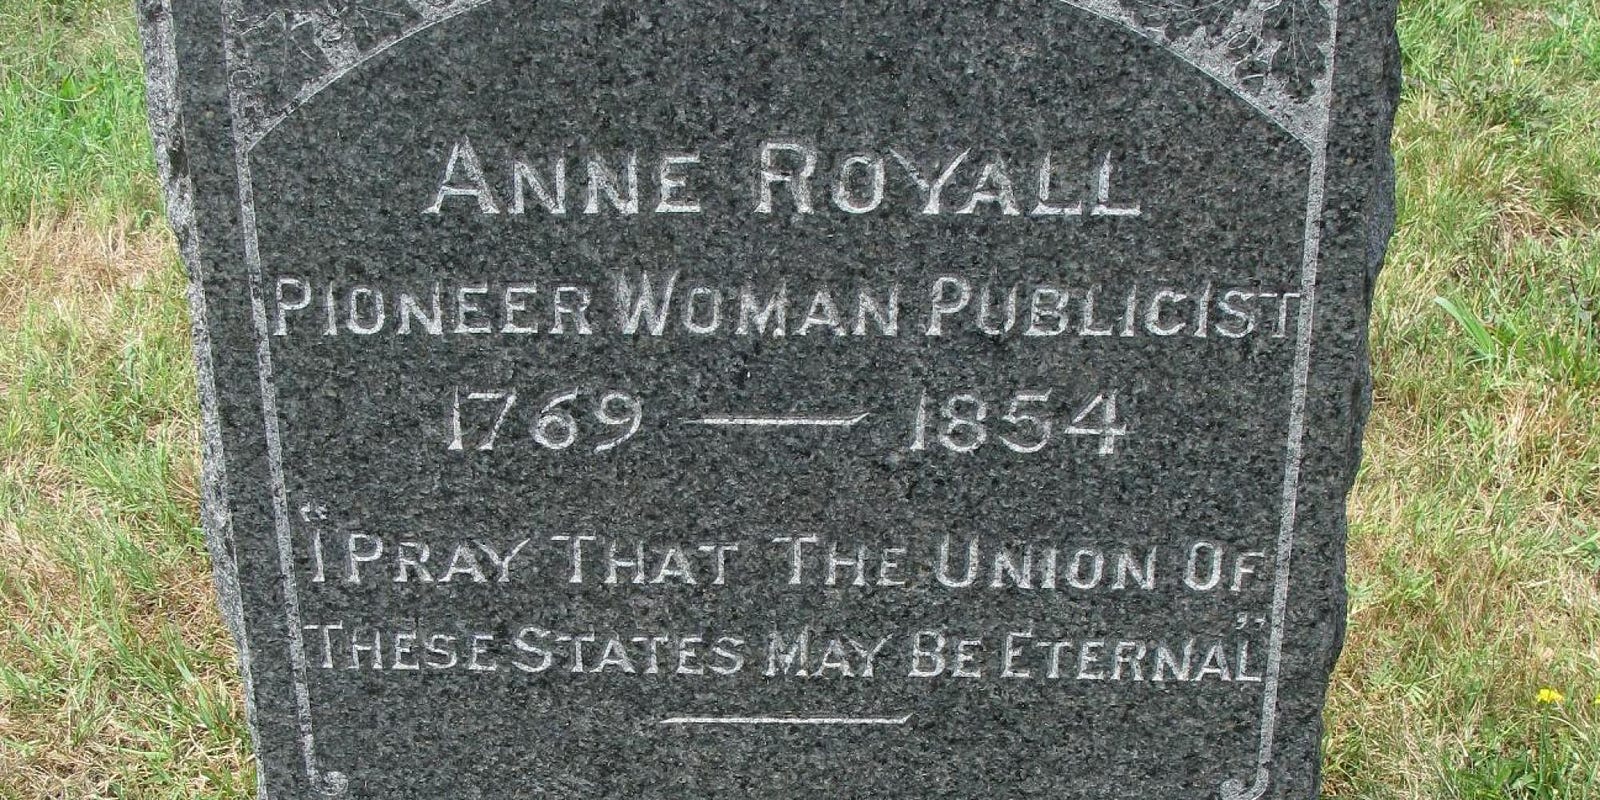 ANNE ROYALL
PIONEER WOMAN PUBLICIST
1769 — 1854
"I PRAY THAT THE UNION OF
THESE STATES MAY BE ETERNAL"